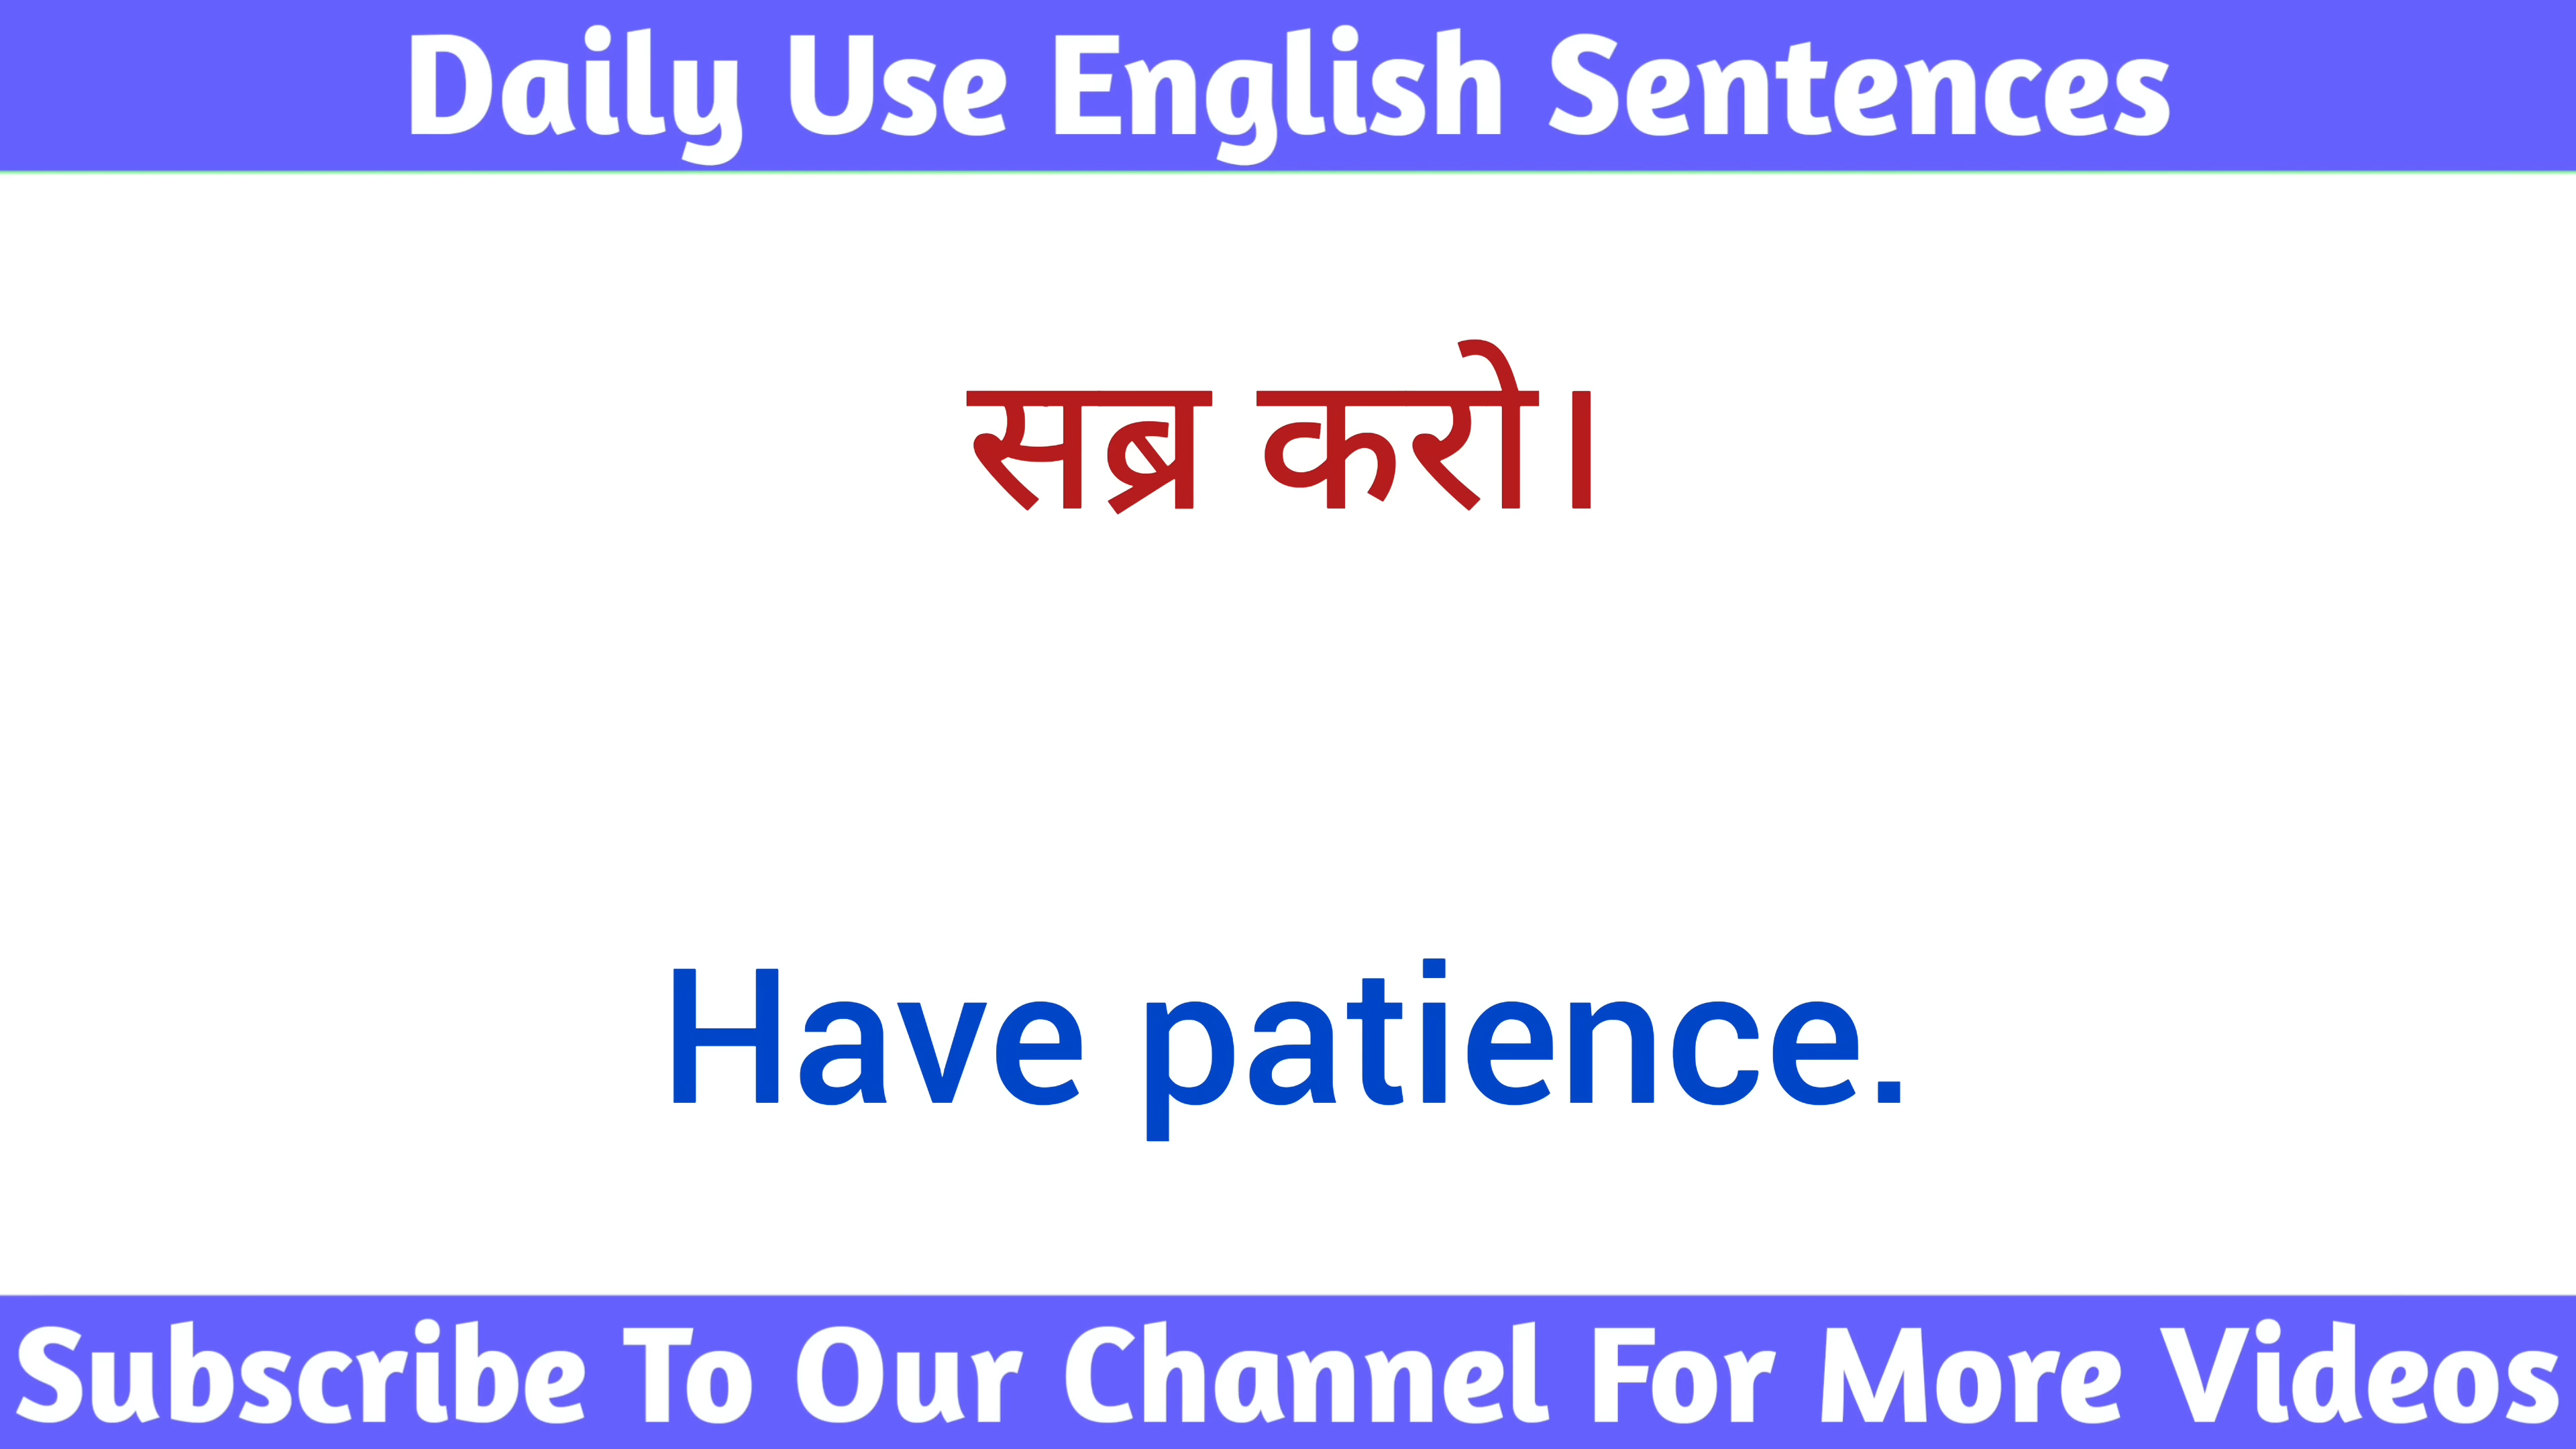 Daily Use English Sentences
सब्र करो।
Have patience.
Subscribe To Our Channel For More Videos